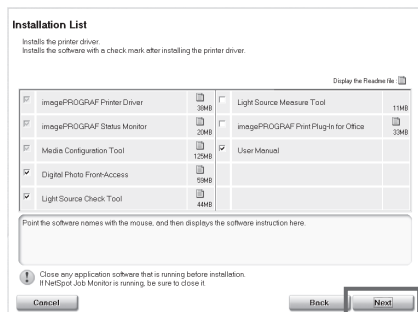 Installation List
Installs the printer driver.
Installs the software with a check mark after installing the printer driver.
Display the Readme file :
imagePROGRAF Printer Driver
39MB
Light Source Measure Tool
11MB
imagePROGRAF Status Monitor
20MB
imagePROGRAF Print Plug-In for Office
33MB
Media Configuration Tool
125MB
User Manual
Digital Photo Front-Access
59MB
Light Source Check Tool
44MB
Point the software names with the mouse, and then displays the software instruction here.
Close any application software that is running before installation.
If NetSpot Job Monitor is running, be sure to close it.
Cancel
Back
Next